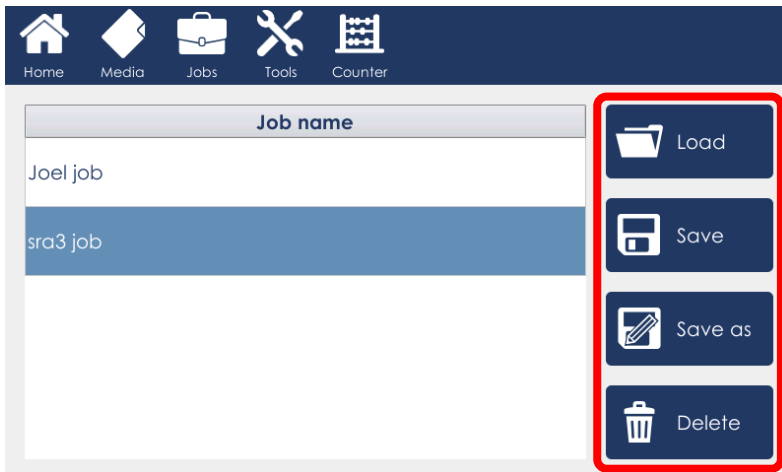 Home Media Jobs Tools Counter
Job name
Joel job
sra3 job
Load
Save
Save as
Delete